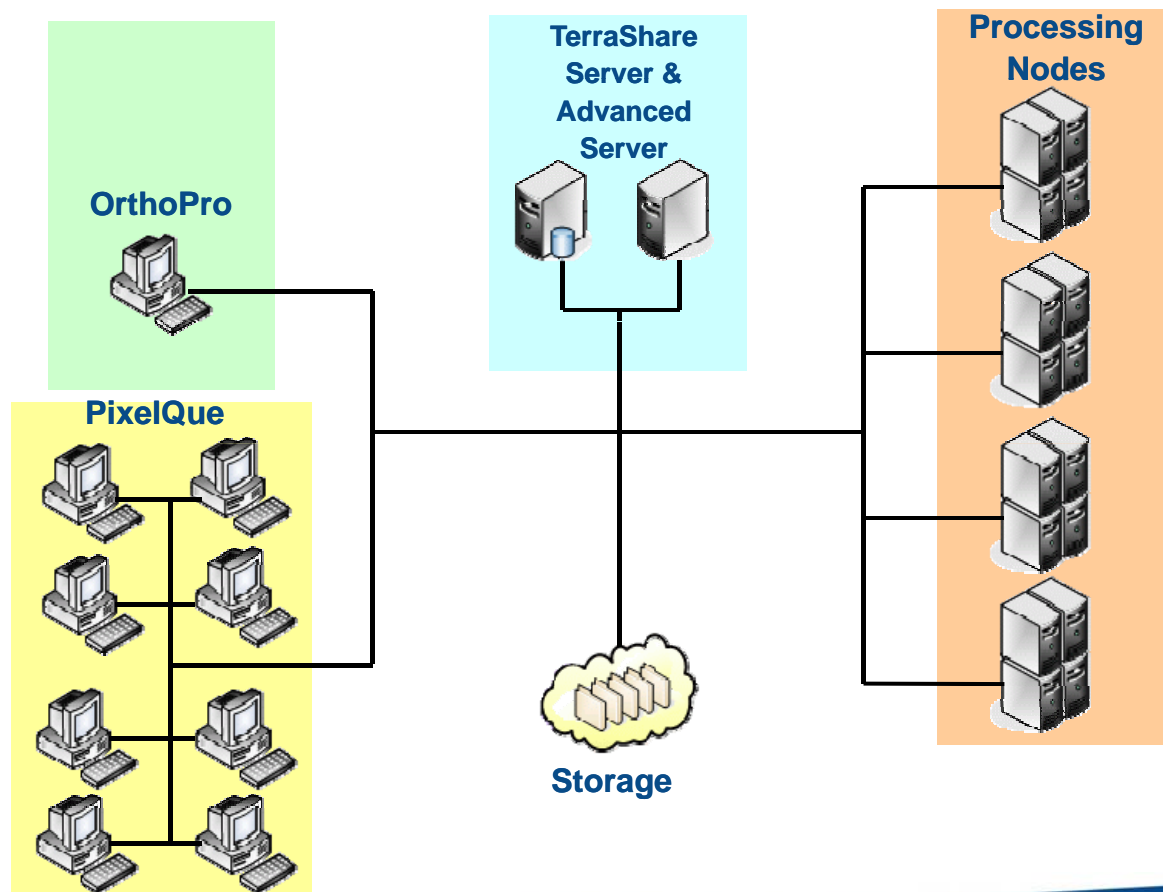 OrthoPro
PixelQue
TerraShare
Server &
Advanced
Server
Storage
Processing
Nodes